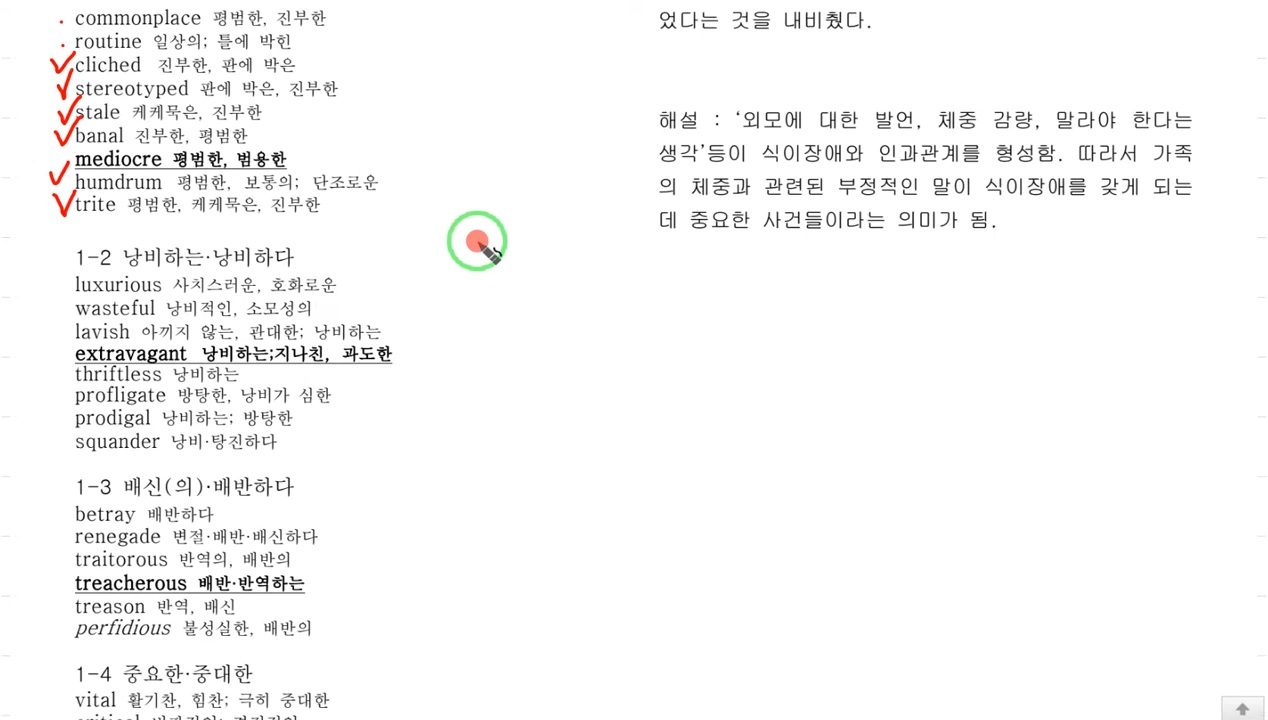 commonplace 평범한, 진부한
routine 일상의; 틀에 박힌
cliched 진부한, 판에 박은
stereotyped 판에 박은, 진부한
stale 케케묵은, 진부한
banal 진부한, 평범한
mediocre 평범한, 범용한
humdrum 평범한, 보통의; 단조로운
trite 평범한, 케케묵은, 진부한
1-2 낭비하는·낭비하다
luxurious 사치스러운, 호화로운
wasteful 낭비적인, 소모성의
lavish 아끼지 않는, 관대한; 낭비하는
extravagant 낭비하는;지나친, 과도한
thriftless 낭비하는
profligate 방탕한, 낭비가 심한
prodigal 낭비하는; 방탕한
squander 낭비·탕진하다
1-3 배신(의)·배반하다
betray 배반하다
renegade 변절·배반·배신하다
traitorous 반역의, 배반의
treacherous 배반·반역하는
treason 반역, 배신
perfidious 불성실한, 배반의
1-4 중요한·중대한
vital 활기찬, 힘찬; 극히 중대한
었다는 것을 내비췄다.
해설 : ‘외모에 대한 발언, 체중 감량, 말라야 한다는
생각’등이 식이장애와 인과관계를 형성함. 따라서 가족
의 체중과 관련된 부정적인 말이 식이장애를 갖게 되는
데 중요한 사건들이라는 의미가 됨.